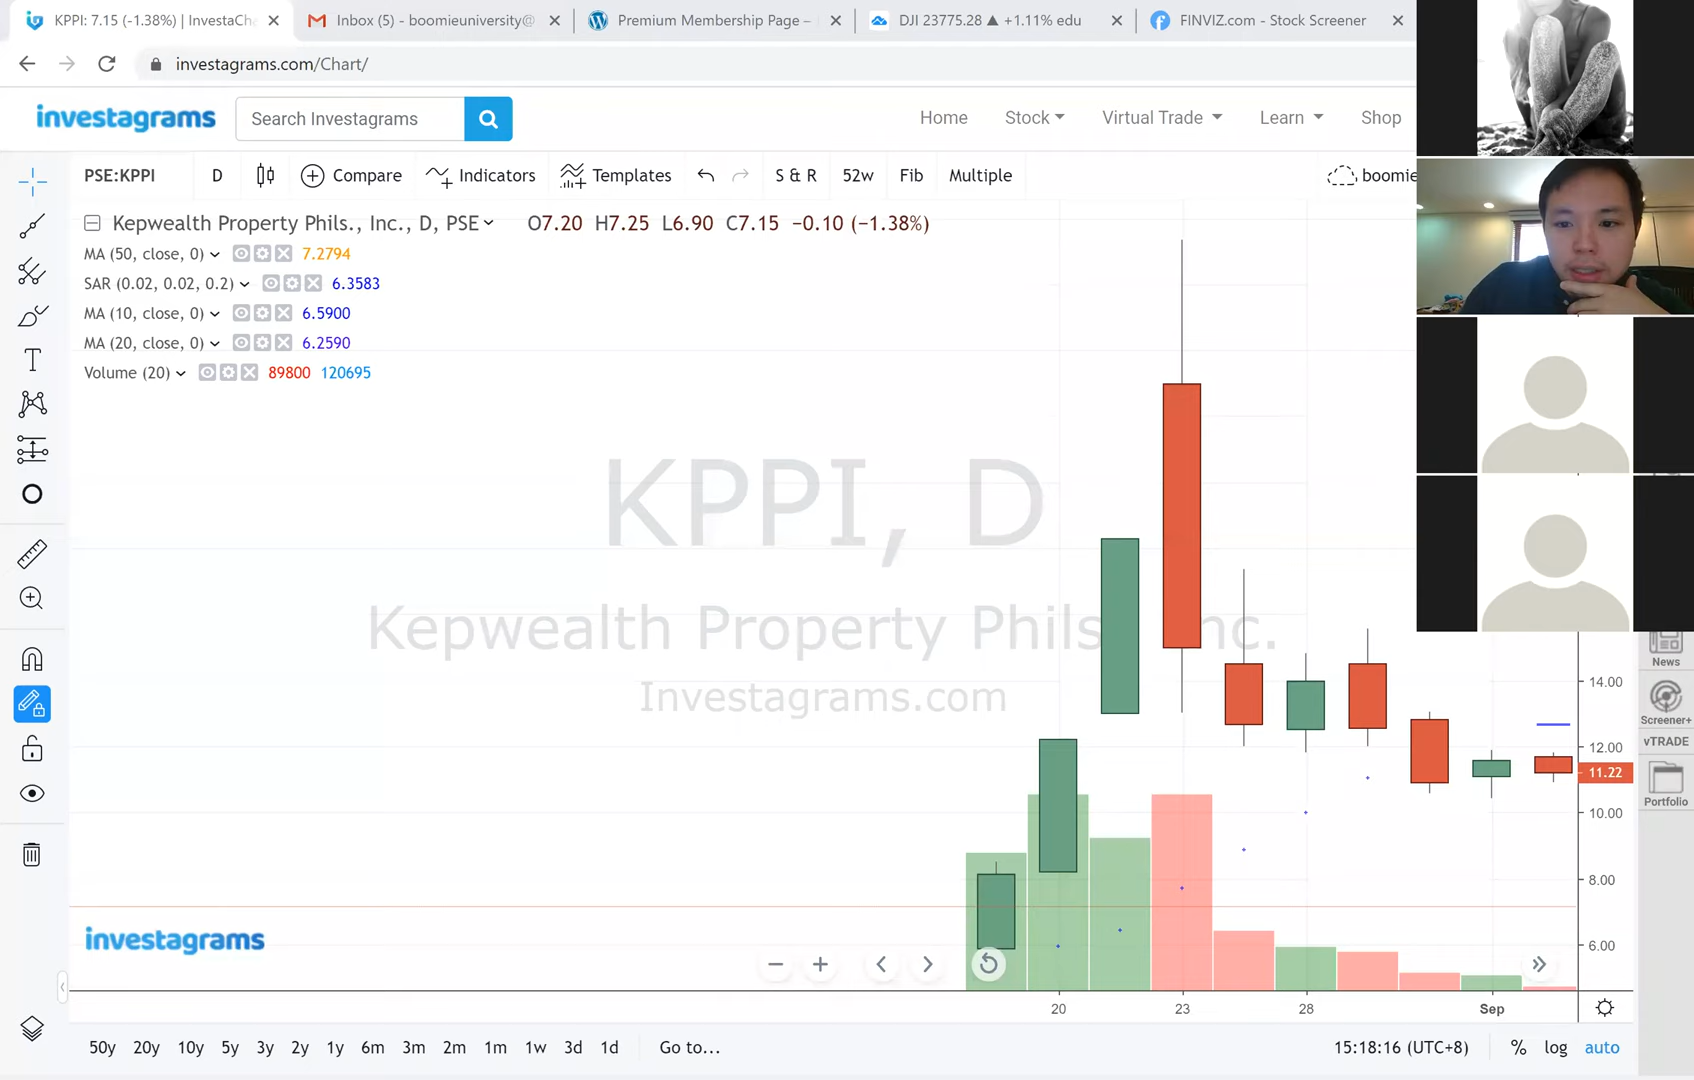 KPPI: 7.15 (-1.38%) | InvestaCha
Inbox (5) - boomieuniversity@
Premium Membership Page –
DJI 23775.28 ▲ +1.11% edu
FINVIZ.com - Stock Screener
investagrams.com/Chart/
investagrams
Search Investagrams
Home
Stock
Virtual Trade
Learn
Shop
PSE:KPPI
D
Compare
Indicators
Templates
S & R
52w
Fib
Multiple
boomie
Kepwealth Property Phils., Inc., D, PSE
O7.20 H7.25 L6.90 C7.15 −0.10 (−1.38%)
MA (50, close, 0) 7.2794
SAR (0.02, 0.02, 0.2) 6.3583
MA (10, close, 0) 6.5900
MA (20, close, 0) 6.2590
Volume (20) 89800 120695
KPPI, D
Kepwealth Property Phils nc.
Investagrams.com
14.00
12.00
11.22
10.00
8.00
6.00
News
Screener+
vTRADE
Portfolio
investagrams
20
23
28
Sep
50y 20y 10y 5y 3y 2y 1y 6m 3m 2m 1m 1w 3d 1d Go to...
15:18:16 (UTC+8)
% log auto